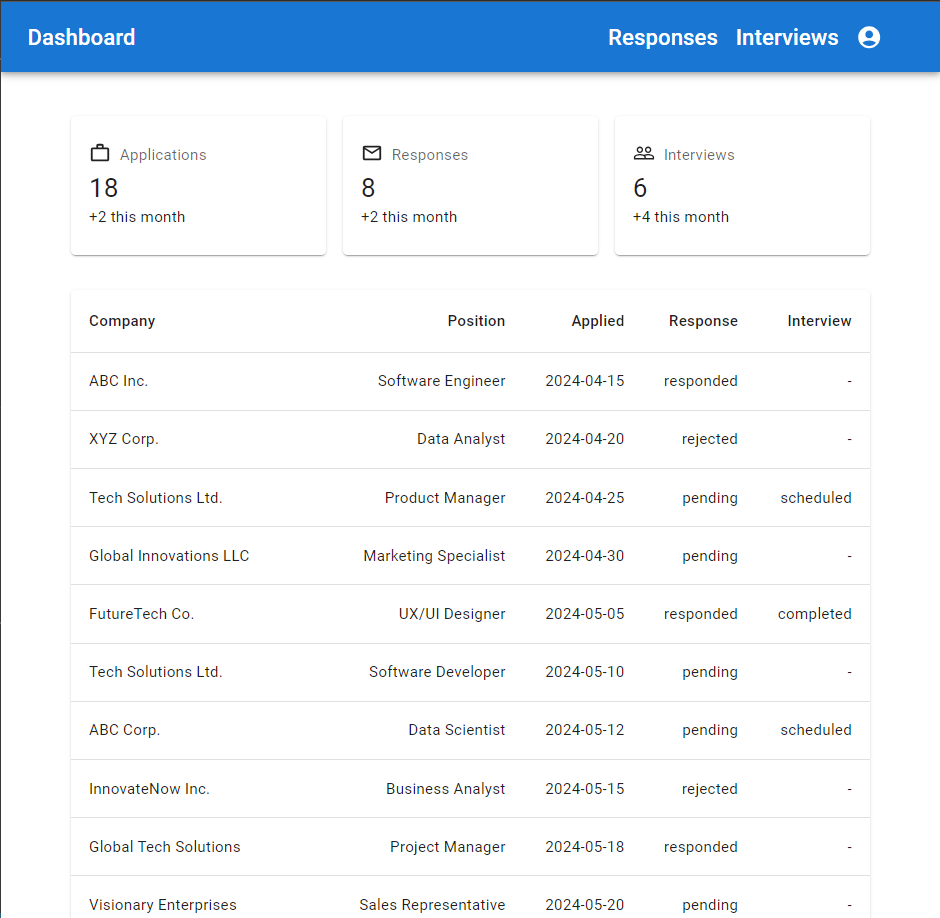 Dashboard Responses Interviews
Applications Responses Interviews
18 8 6
+2 this month +2 this month +4 this month
Company Position Applied Response Interview
ABC Inc. Software Engineer 2024-04-15 responded -
XYZ Corp. Data Analyst 2024-04-20 rejected -
Tech Solutions Ltd. Product Manager 2024-04-25 pending scheduled
Global Innovations LLC Marketing Specialist 2024-04-30 pending -
FutureTech Co. UX/UI Designer 2024-05-05 responded completed
Tech Solutions Ltd. Software Developer 2024-05-10 pending -
ABC Corp. Data Scientist 2024-05-12 pending scheduled
InnovateNow Inc. Business Analyst 2024-05-15 rejected -
Global Tech Solutions Project Manager 2024-05-18 responded -
Visionary Enterprises Sales Representative 2024-05-20 pending -